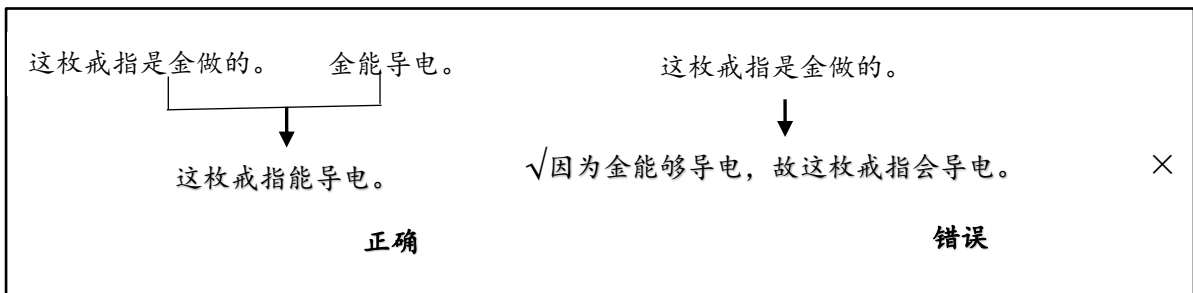 这枚戒指是金做的。 金能导电。 这枚戒指是金做的。
这枚戒指能导电。 √因为金能够导电，故这枚戒指会导电。 ×
正确 错误